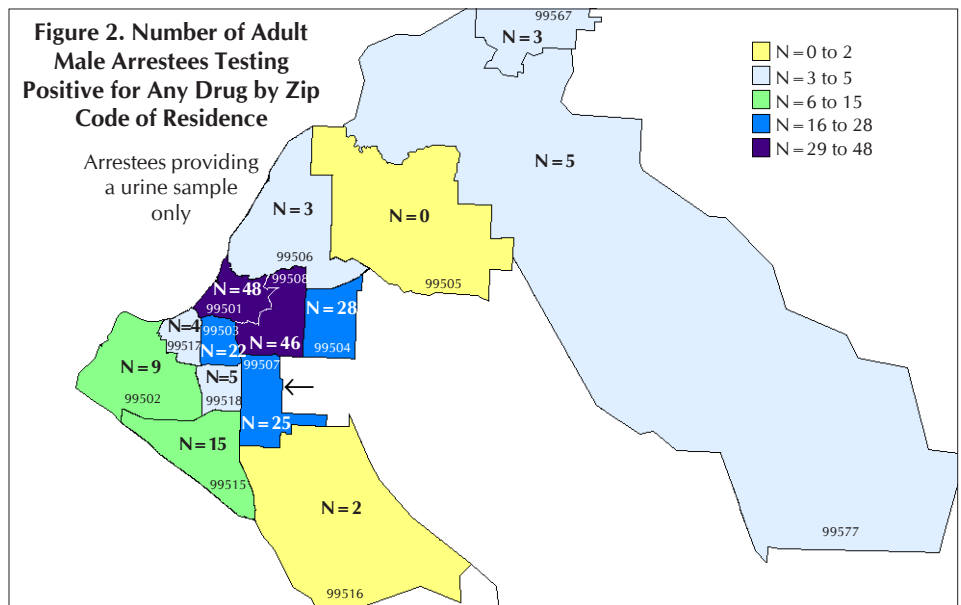 Figure 2. Number of Adult
Male Arrestees Testing
Positive for Any Drug by Zip
Code of Residence
Arrestees providing
a urine sample
only
N=0 to 2
N=3 to 5
N=6 to 15
N=16 to 28
N=29 to 48
99567
N=3
N=5
N=3
99506
N=0
99505
99508
N=48
99501
N=28
99504
N=4
99517
99503
N=22
N=46
99507
N=9
99502
N=5
99518
N=25
N=15
99515
N=2
99516
99577